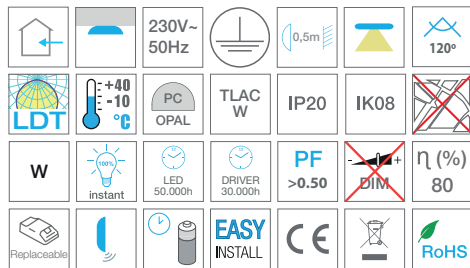 230V~
50Hz
0,5m
120º
LDT
+40
-10
°C
PC
OPAL
TLAC
W
IP20
IK08
W
100%
instant
LED
50.000h
DRIVER
30.000h
PF
>0.50
- +
DIM
η (%)
80
Replaceable
EASY
INSTALL
CE
RoHS